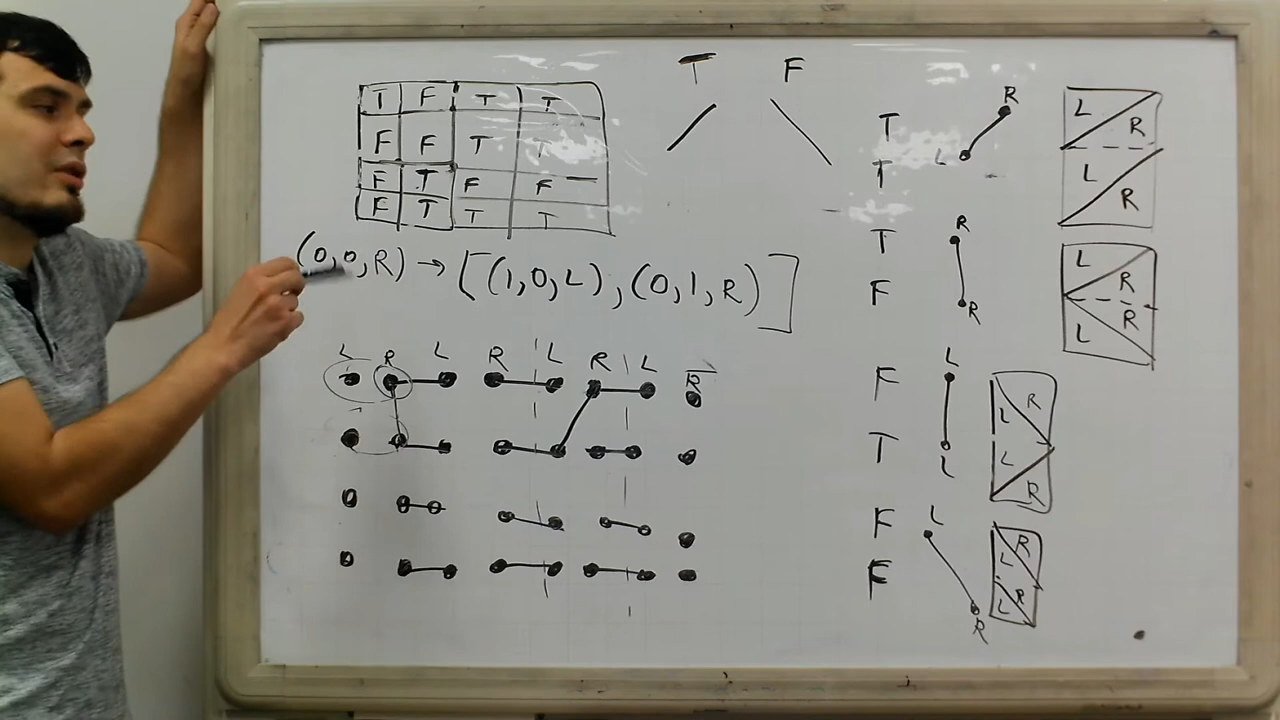 T F
T F T T
F F T T
F T F F
F T T T
(0,0,R) → [(1,0,L), (0,1,R)]
L R L R L R L R
T R
T L
T R
F R
F L
T L
F L
F R
L R
L R
L R
L R
L R
L R
L R
L R